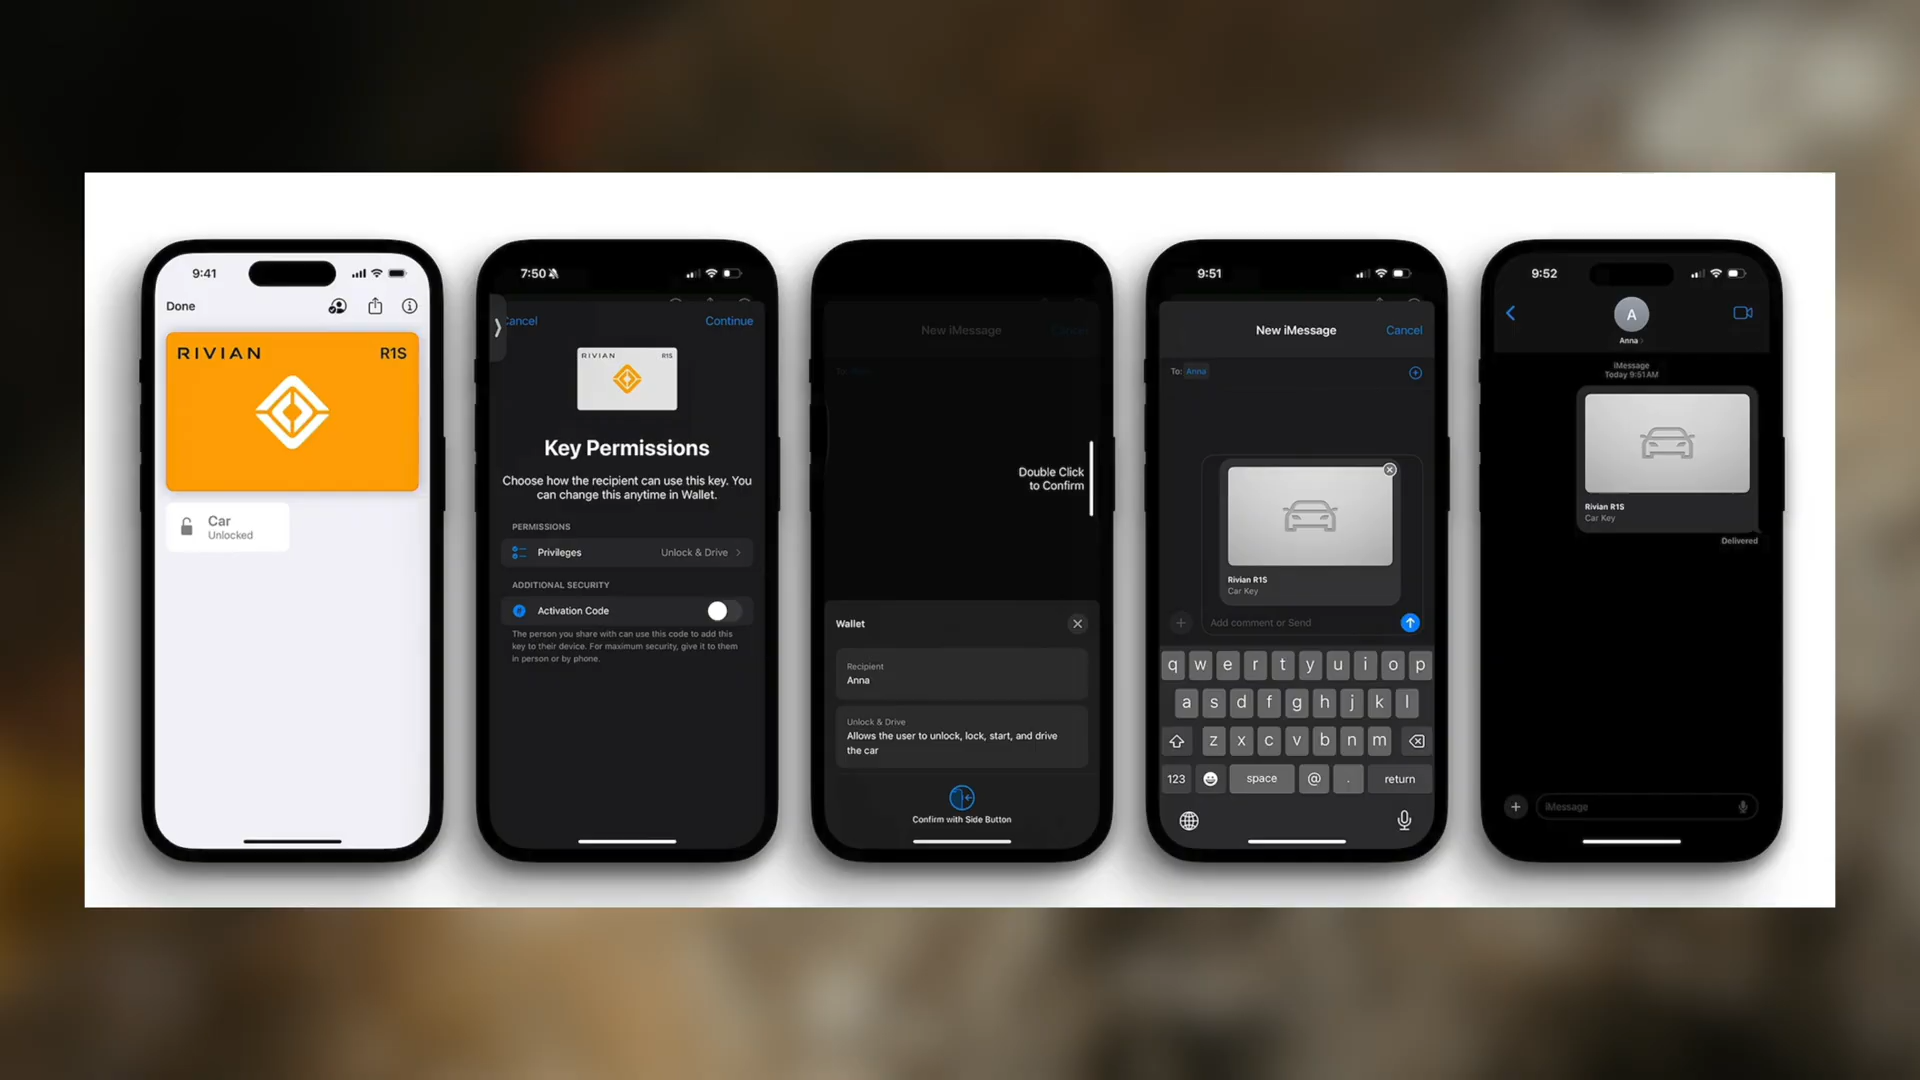 9:41
Done
RIVIAN R1S
Car
Unlocked
7:50
Cancel Continue
RIVIAN R1S
Key Permissions
Choose how the recipient can use this key. You
can change this anytime in Wallet.
PERMISSIONS
Privileges Unlock & Drive
ADDITIONAL SECURITY
Activation Code
The person you share with can use this code to add this
key to their device. For maximum security, give it to them
in person or by phone.
New iMessage Cancel
To: Anna
Double Click
to Confirm
Wallet
Recipient
Anna
Unlock & Drive
Allows the user to unlock, lock, start, and drive
the car
Confirm with Side Button
9:51
New iMessage Cancel
To: Anna
Rivian R1S
Car Key
Add comment or Send
q w e r t y u i o p
a s d f g h j k l
z x c v b n m
123 space @ . return
9:52
A
Anna
iMessage
Today 9:51 AM
Rivian R1S
Car Key
Delivered
iMessage